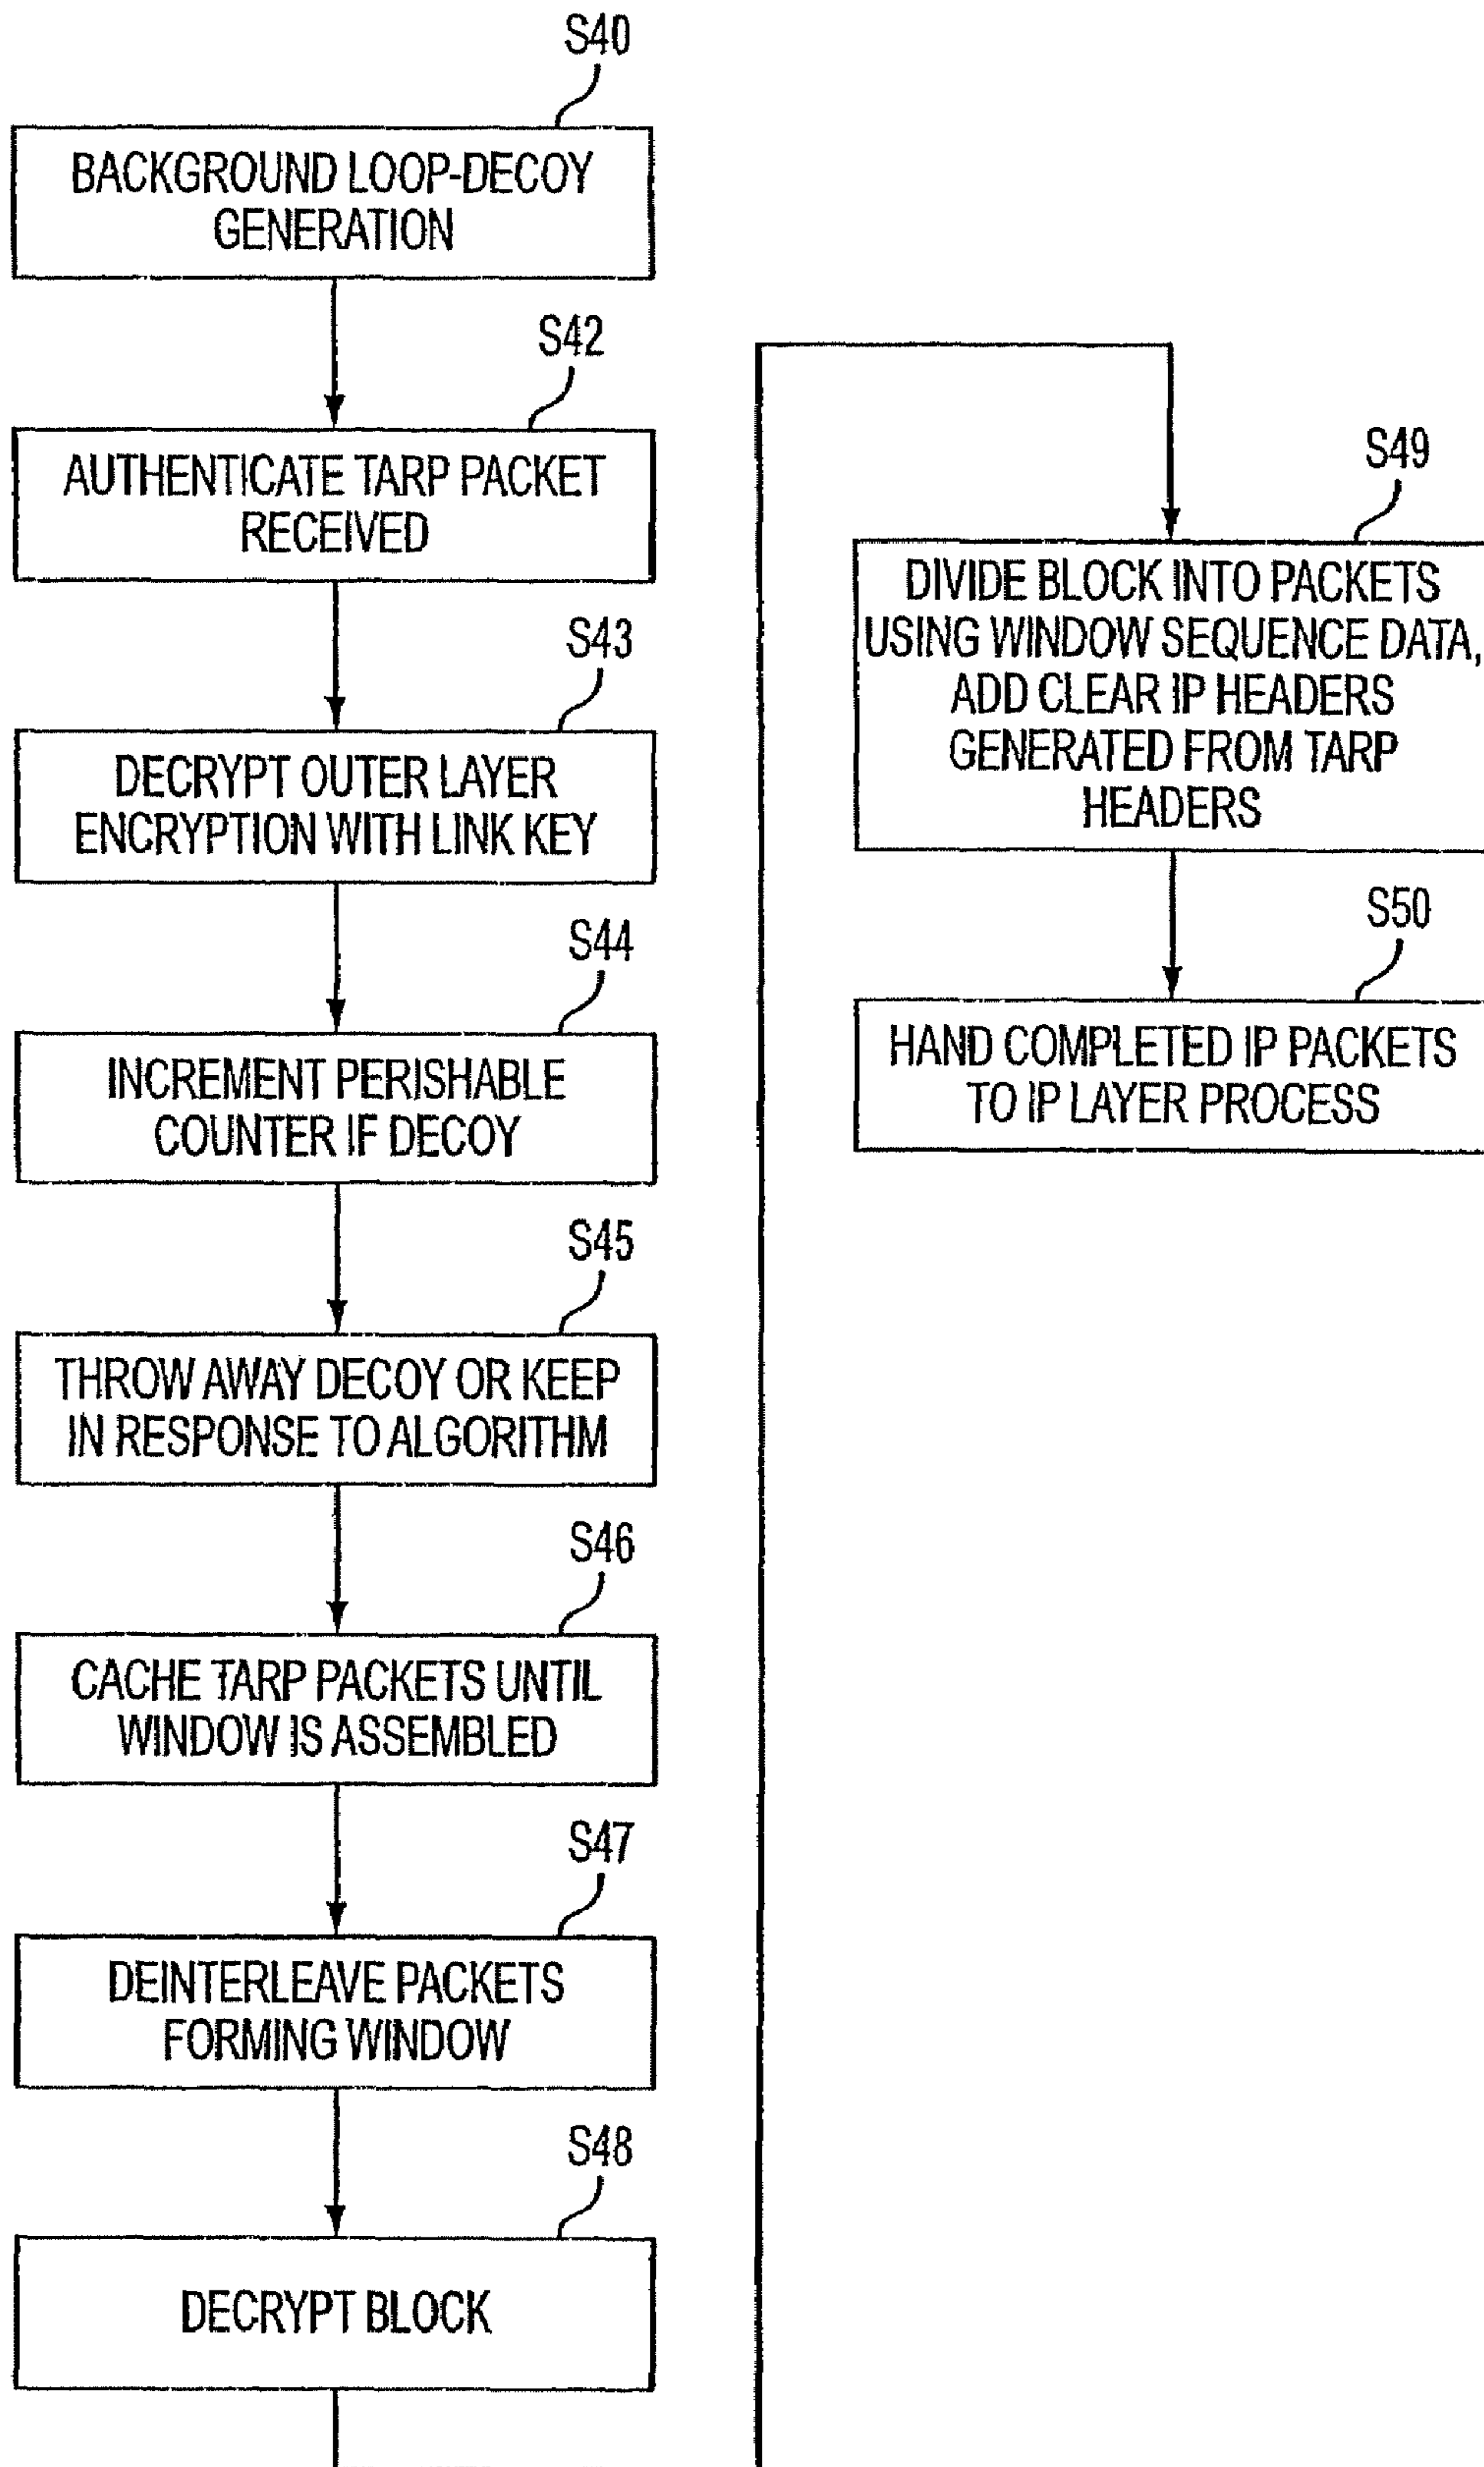 S40
BACKGROUND LOOP-DECOY
GENERATION
S42
AUTHENTICATE TARP PACKET
RECEIVED
S43
DECRYPT OUTER LAYER
ENCRYPTION WITH LINK KEY
S44
INCREMENT PERISHABLE
COUNTER IF DECOY
S45
THROW AWAY DECOY OR KEEP
IN RESPONSE TO ALGORITHM
S46
CACHE TARP PACKETS UNTIL
WINDOW IS ASSEMBLED
S47
DEINTERLEAVE PACKETS
FORMING WINDOW
S48
DECRYPT BLOCK
S49
DIVIDE BLOCK INTO PACKETS
USING WINDOW SEQUENCE DATA,
ADD CLEAR IP HEADERS
GENERATED FROM TARP
HEADERS
S50
HAND COMPLETED IP PACKETS
TO IP LAYER PROCESS